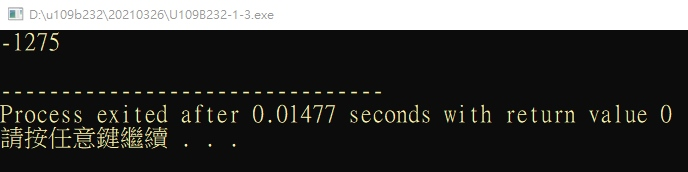 D:\u109b232\20210326\U109B232-1-3.exe
-1275
--------------------------------
Process exited after 0.01477 seconds with return value 0
請按任意鍵繼續 . . .